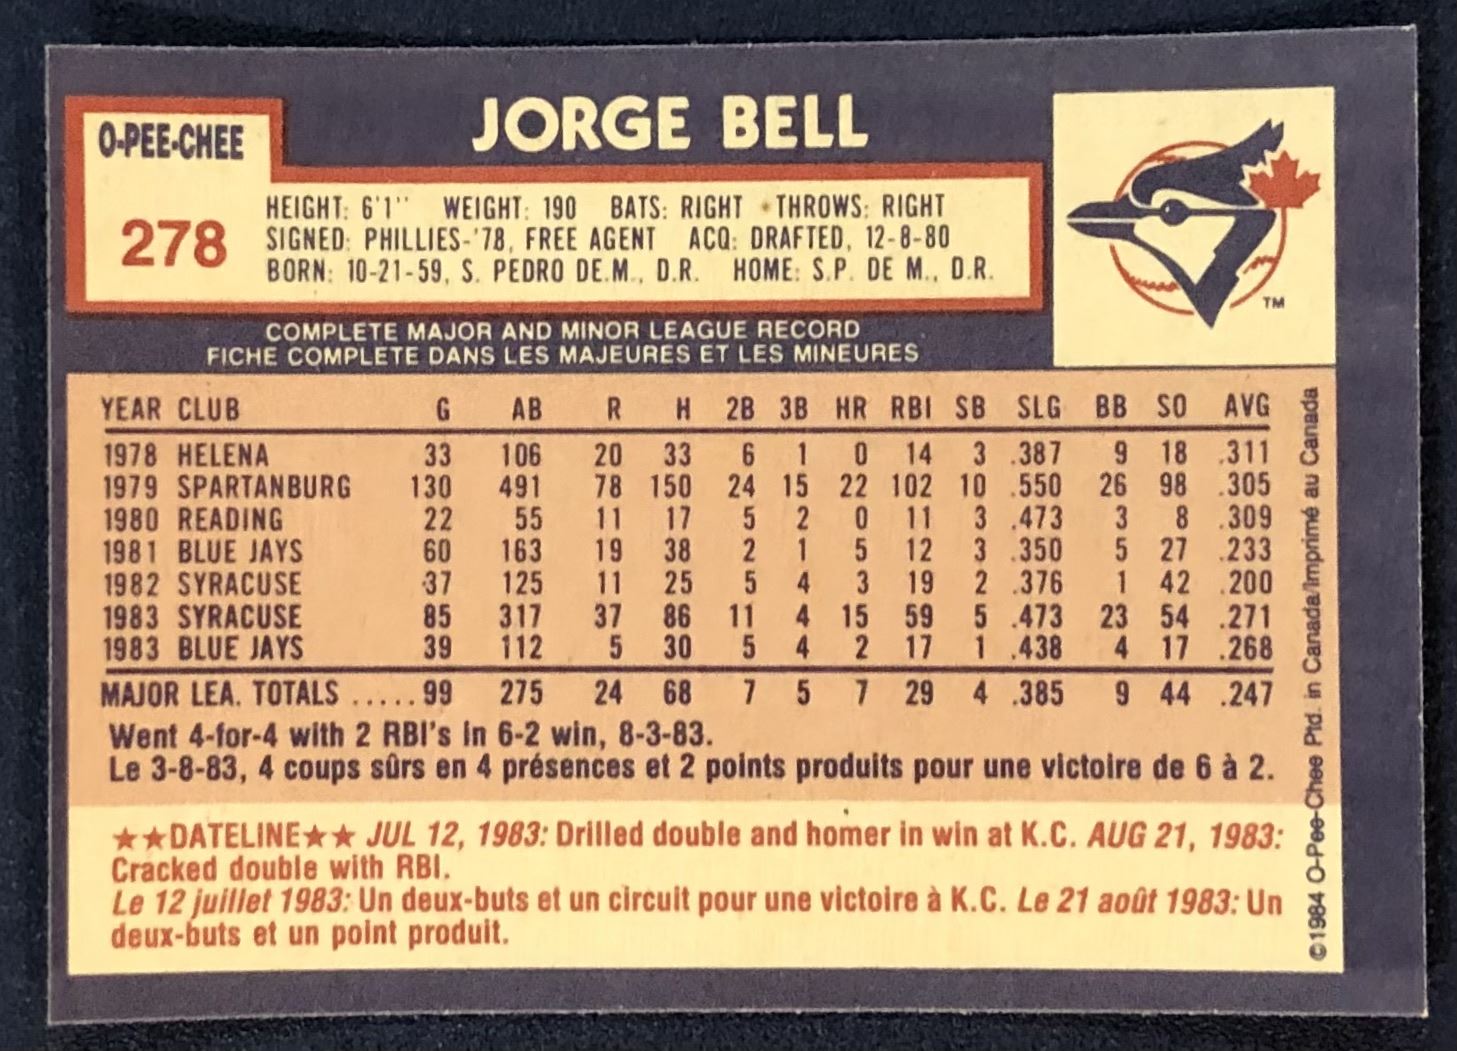 JORGE BELL
O-PEE-CHEE
278
HEIGHT: 6'1" WEIGHT: 190 BATS: RIGHT THROWS: RIGHT
SIGNED: PHILLIES-'78, FREE AGENT ACQ: DRAFTED, 12-8-80
BORN: 10-21-59, S. PEDRO DE.M., D.R. HOME: S.P. DE M., D.R.
TM
COMPLETE MAJOR AND MINOR LEAGUE RECORD
FICHE COMPLETE DANS LES MAJEURES ET LES MINEURES
YEAR CLUB G AB R H 2B 3B HR RBI SB SLG BB SO AVG
1978 HELENA 33 106 20 33 6 1 0 14 3 .387 9 18 .311
1979 SPARTANBURG 130 491 78 150 24 15 22 102 10 .550 26 98 .305
1980 READING 22 55 11 17 5 2 0 11 3 .473 3 8 .309
1981 BLUE JAYS 60 163 19 38 2 1 5 12 3 .350 5 27 .233
1982 SYRACUSE 37 125 11 25 5 4 3 19 2 .376 1 42 .200
1983 SYRACUSE 85 317 37 86 11 4 15 59 5 .473 23 54 .271
1983 BLUE JAYS 39 112 5 30 5 4 2 17 1 .438 4 17 .268
MAJOR LEA. TOTALS ..... 99 275 24 68 7 5 7 29 4 .385 9 44 .247
Went 4-for-4 with 2 RBI's in 6-2 win, 8-3-83.
Le 3-8-83, 4 coups sûrs en 4 présences et 2 points produits pour une victoire de 6 à 2.
★★DATELINE★★ JUL 12, 1983: Drilled double and homer in win at K.C. AUG 21, 1983:
Cracked double with RBI.
Le 12 juillet 1983: Un deux-buts et un circuit pour une victoire à K.C. Le 21 août 1983: Un
deux-buts et un point produit.
©1984 O-Pee-Chee Ptd. in Canada/Imprimé au Canada